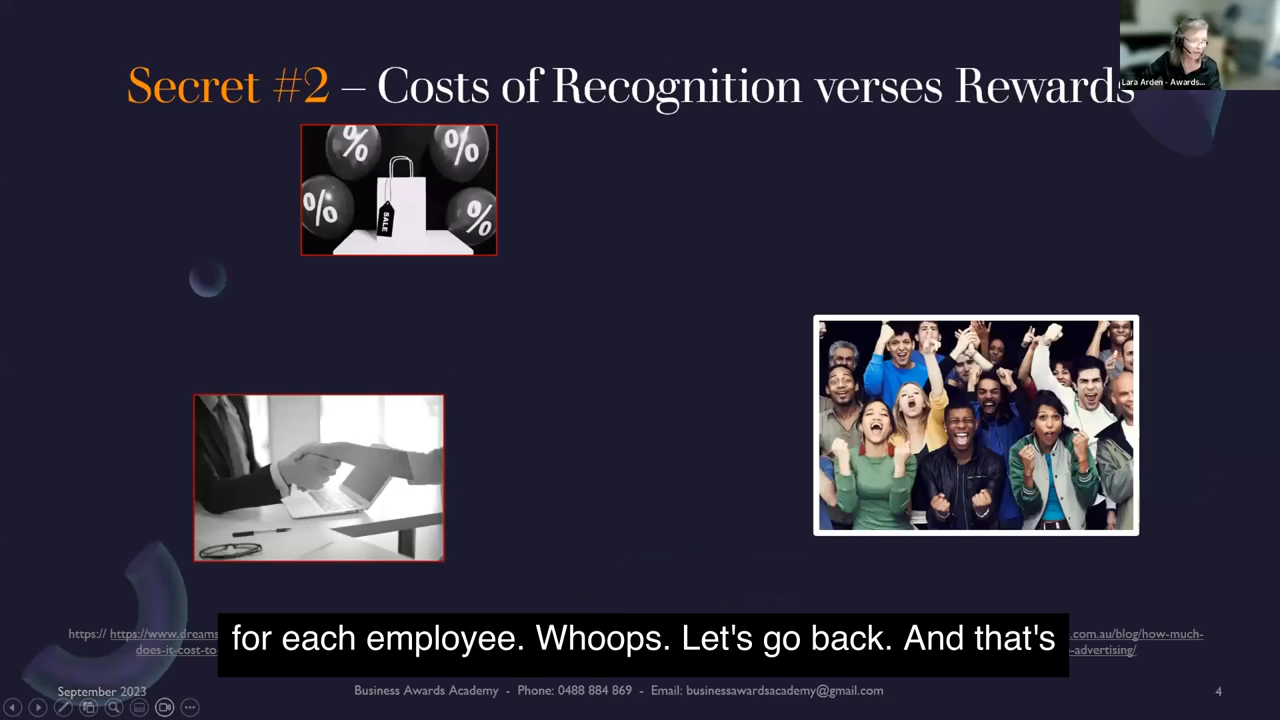 Lara Arden - Awards...
Secret #2 – Costs of Recognition verses Rewards
%
%
%
%
SALE
for each employee. Whoops. Let's go back. And that's
https:// https://www.dreams
.com.au/blog/how-much-
does-it-cost-to
-advertising/
September 2023
Business Awards Academy - Phone: 0488 884 869 - Email: businessawardsacademy@gmail.com
4